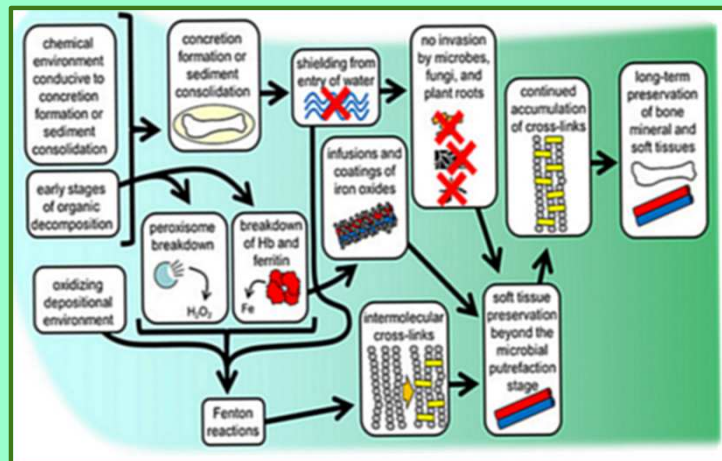 chemical
environment
conducive to
concretion
formation or
sediment
consolidation
concretion
formation or
sediment
consolidation
shielding from
entry of water
no invasion by
microbes,
fungi, and
plant roots
continued
accumulation
of cross-links
long-term
preservation
of bone
mineral and
soft tissues
early stages
of organic
decomposition
peroxisome
breakdown
H₂O₂
breakdown
of Hb and
ferritin
Fe
infusions and
coatings of
iron oxides
oxidizing
depositional
environment
intermolecular
cross-links
soft tissue
preservation
beyond the
microbial
putrefaction
stage
Fenton
reactions